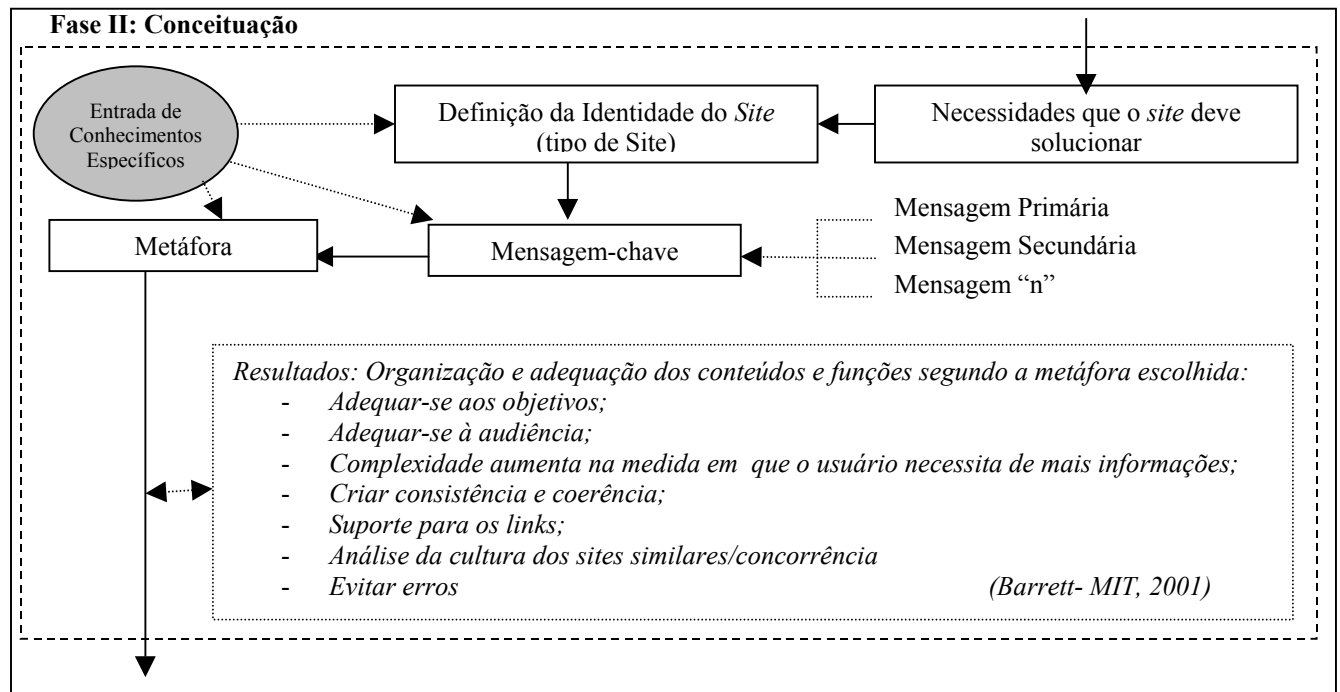 Fase II: Conceituação
Entrada de
Conhecimentos
Específicos
Definição da Identidade do Site
(tipo de Site)
Necessidades que o site deve
solucionar
Metáfora
Mensagem-chave
Mensagem Primária
Mensagem Secundária
Mensagem “n”
Resultados: Organização e adequação dos conteúdos e funções segundo a metáfora escolhida:
- Adequar-se aos objetivos;
- Adequar-se à audiência;
- Complexidade aumenta na medida em que o usuário necessita de mais informações;
- Criar consistência e coerência;
- Suporte para os links;
- Análise da cultura dos sites similares/concorrência
- Evitar erros (Barrett- MIT, 2001)